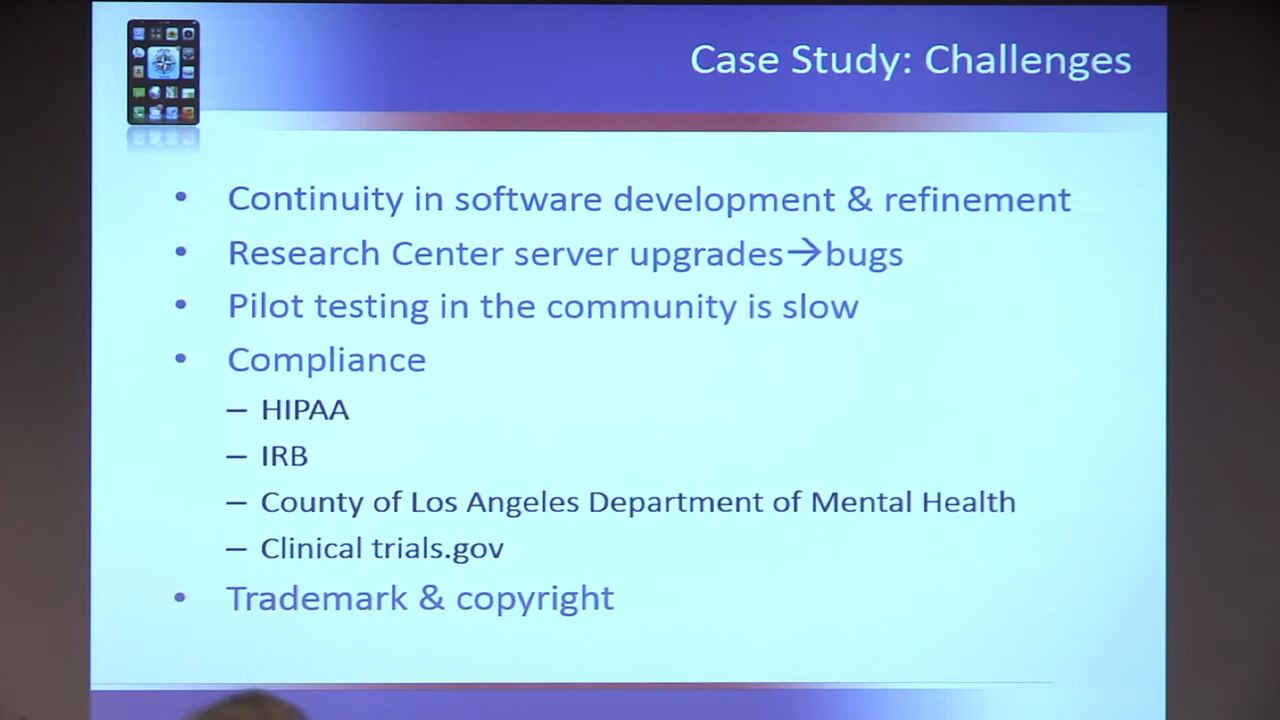 Case Study: Challenges
• Continuity in software development & refinement
• Research Center server upgrades→bugs
• Pilot testing in the community is slow
• Compliance
– HIPAA
– IRB
– County of Los Angeles Department of Mental Health
– Clinical trials.gov
• Trademark & copyright